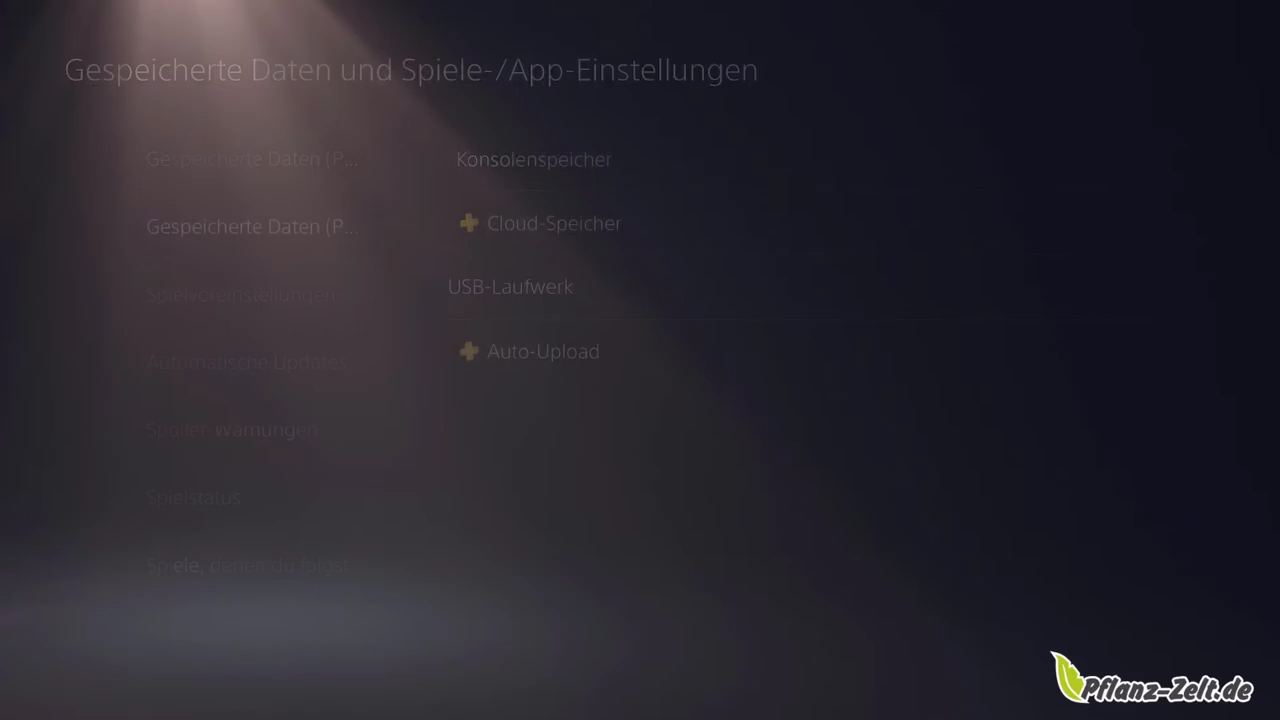 Gespeicherte Daten und Spiele-/App-Einstellungen
Gespeicherte Daten (P...
Gespeicherte Daten (P...
Spielvoreinstellungen
Automatische Updates
Spoiler-Warnungen
Spielstatus
Spiele, denen du folgst
Konsolenspeicher
Cloud-Speicher
USB-Laufwerk
Auto-Upload
Pflanz-Zelt.de